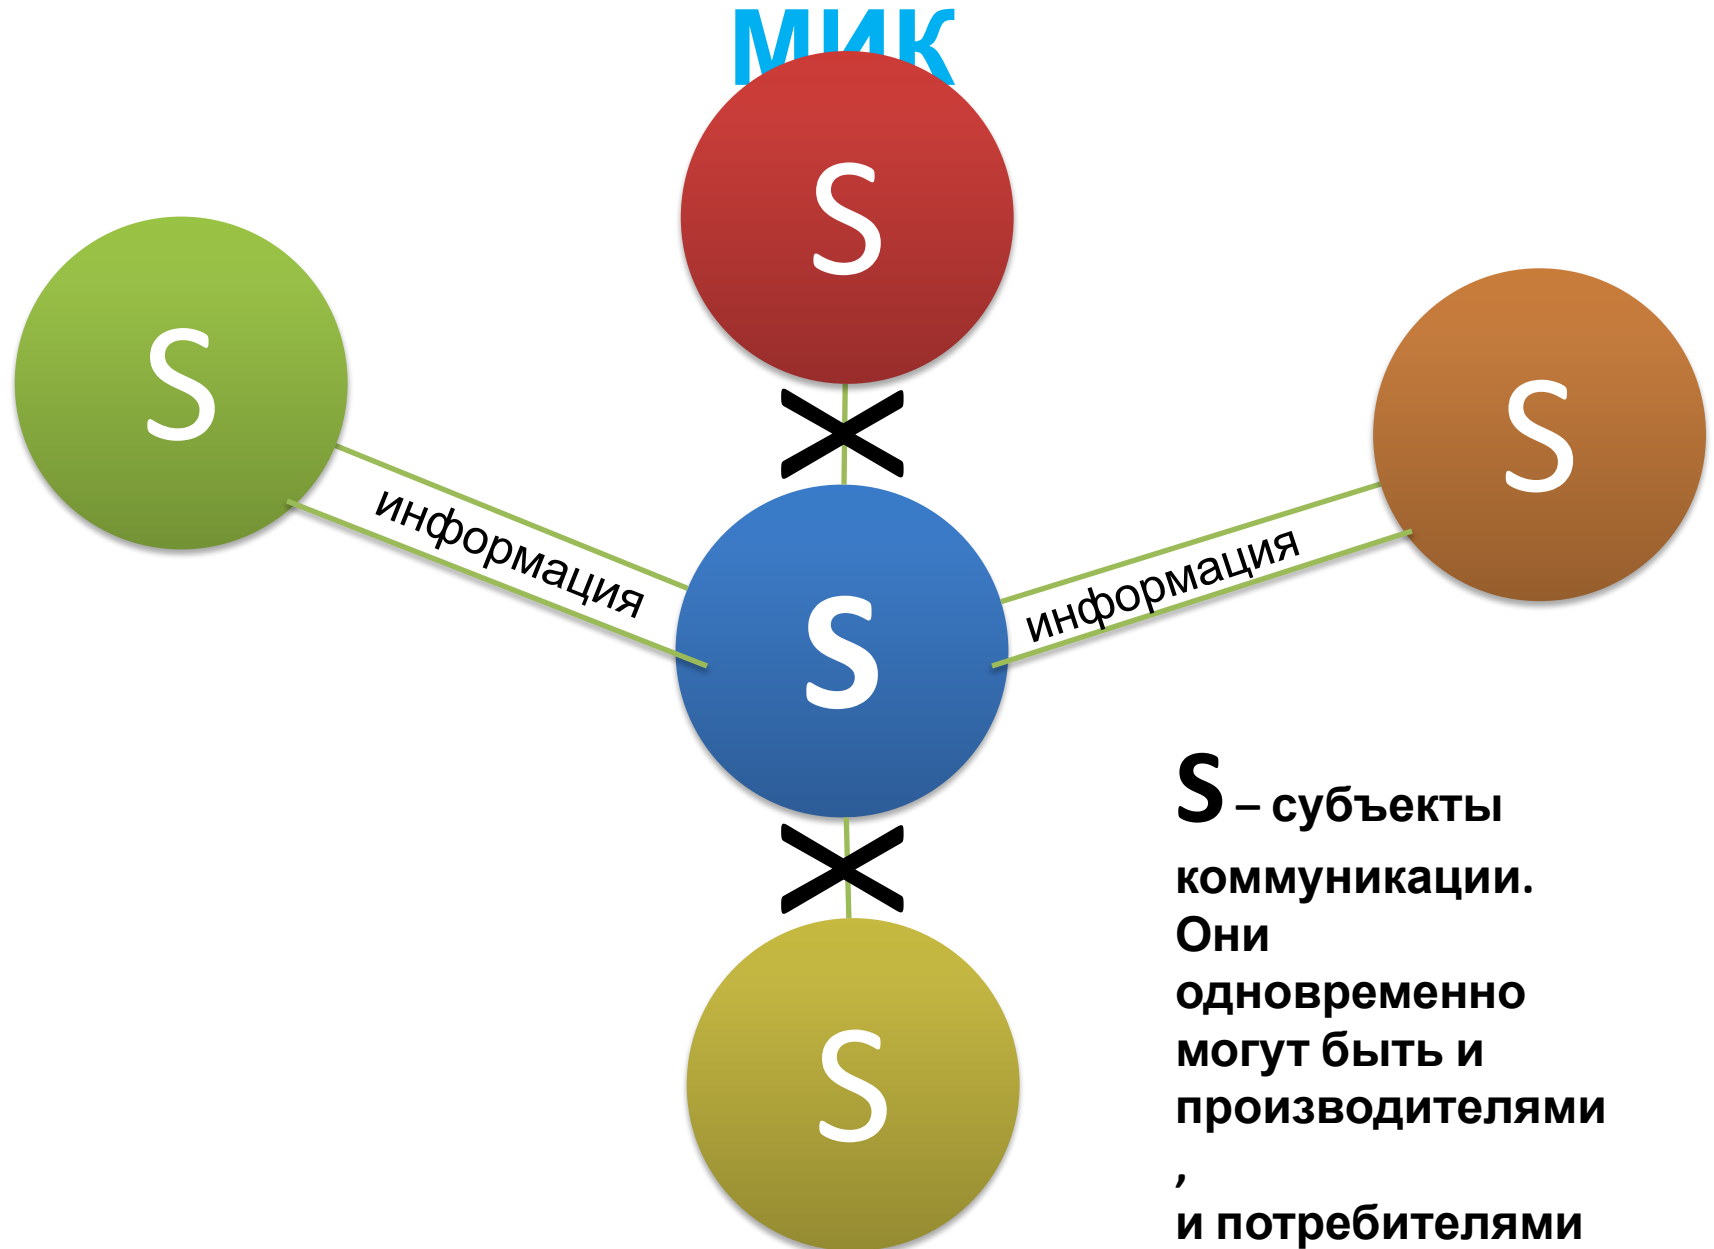 МИК
S
S
S
информация
информация
S
S – субъекты
коммуникации.
Они
одновременно
могут быть и
производителями
,
и потребителями
S